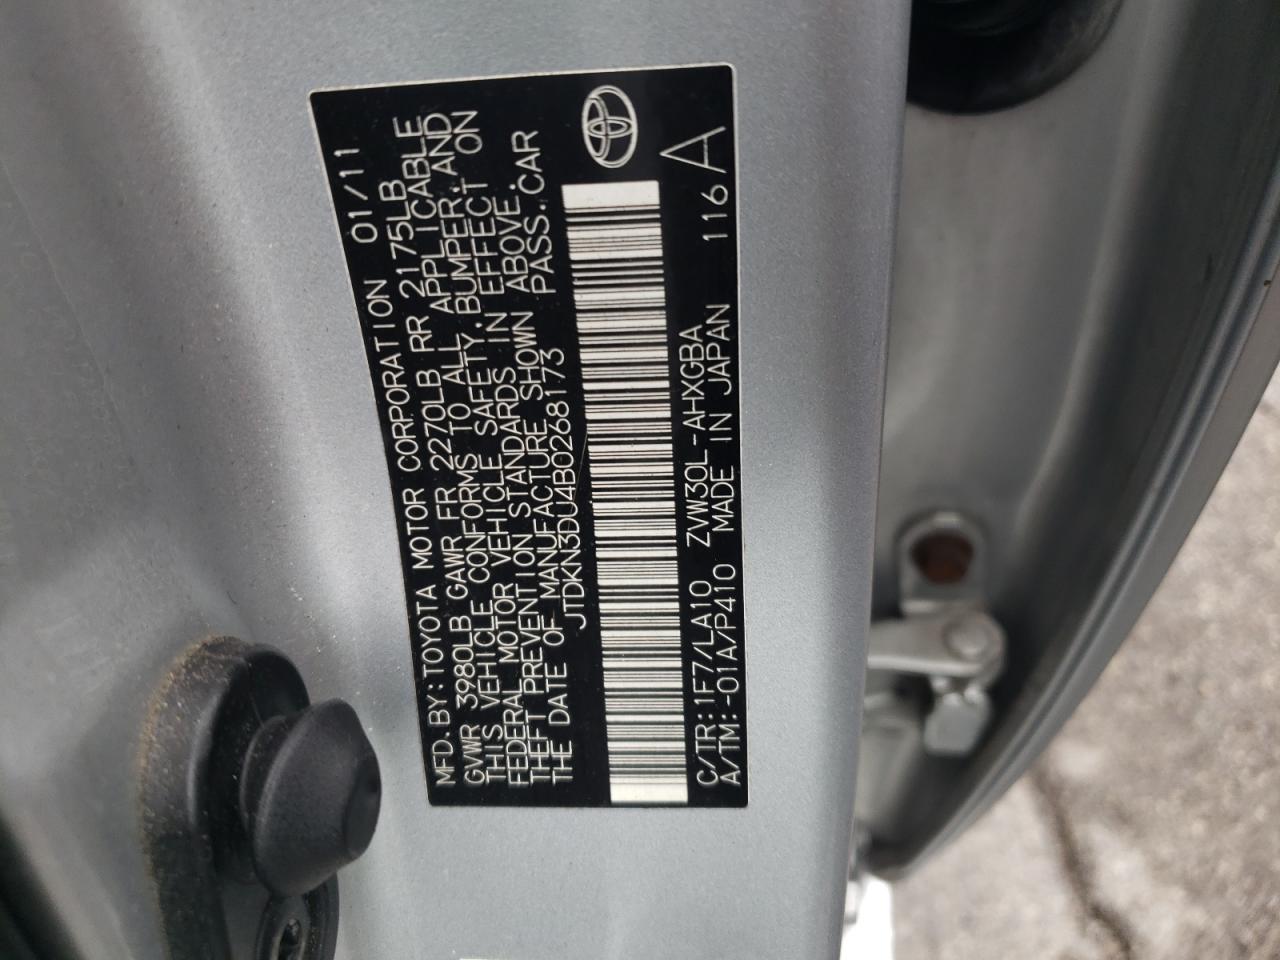 MFD. BY: TOYOTA MOTOR CORPORATION 01/11
GVWR 3980LB GAWR FR 2270LB RR 2175LB
THIS VEHICLE CONFORMS TO ALL APPLICABLE
FEDERAL MOTOR VEHICLE SAFETY, BUMPER, AND
THEFT PREVENTION STANDARDS IN EFFECT ON
THE DATE OF MANUFACTURE SHOWN ABOVE.
JTDKN3DU4B0268173 PASS. CAR
C/TR: 1F7/LA10 ZVW30L-AHXGBA 116 A
A/TM: -01A/P410 MADE IN JAPAN